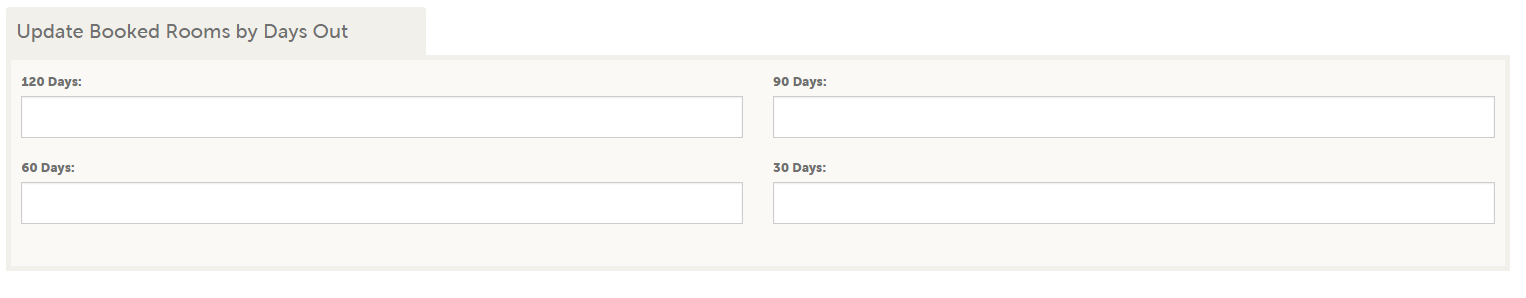 Update Booked Rooms by Days Out
120 Days:
90 Days:
60 Days:
30 Days: